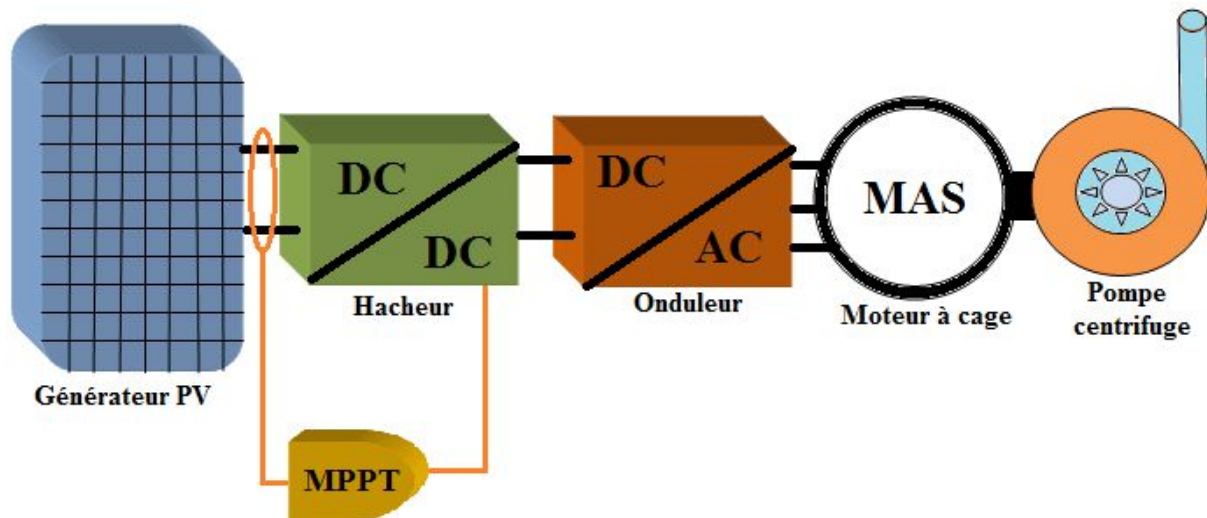 DC
DC
Hacheur
DC
AC
Onduleur
MAS
Moteur à cage
Pompe
centrifuge
Générateur PV
MPPT